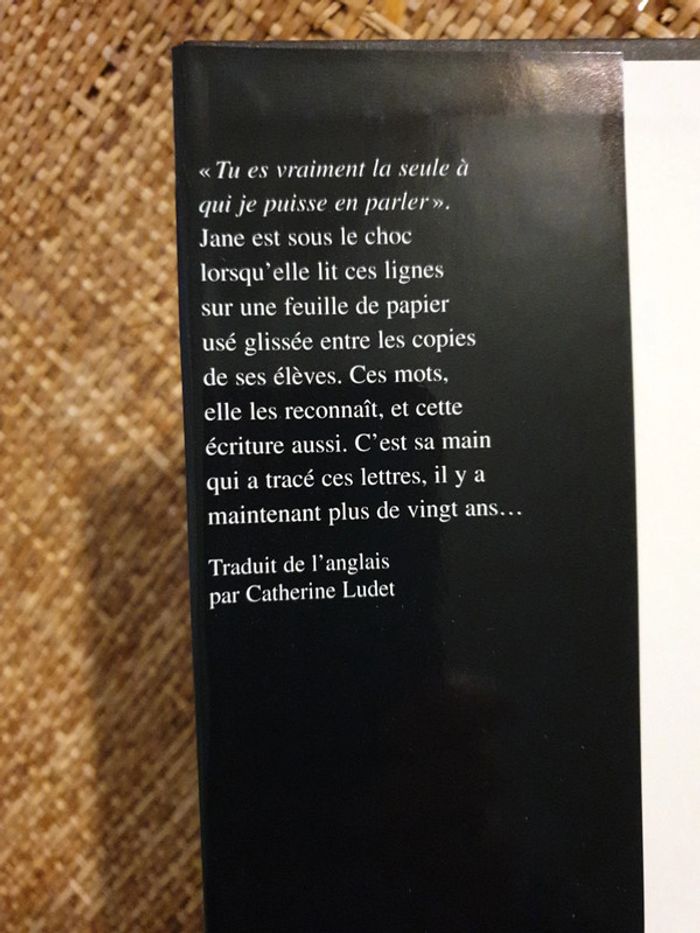 « Tu es vraiment la seule à
qui je puisse en parler ».
Jane est sous le choc
lorsqu'elle lit ces lignes
sur une feuille de papier
usé glissée entre les copies
de ses élèves. Ces mots,
elle les reconnaît, et cette
écriture aussi. C'est sa main
qui a tracé ces lettres, il y a
maintenant plus de vingt ans…
Traduit de l'anglais
par Catherine Ludet